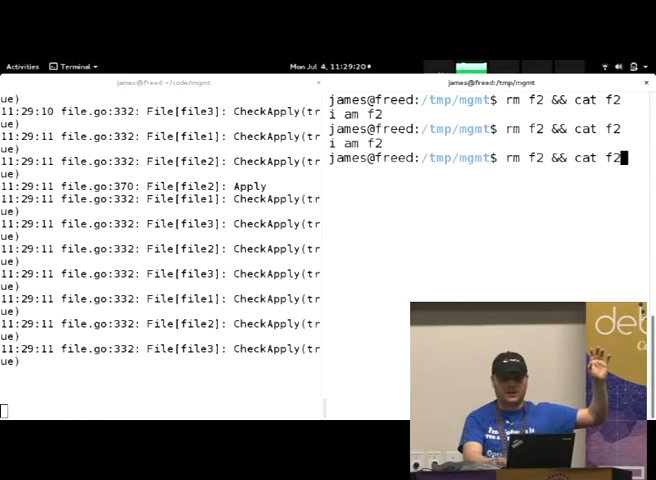 Activities Terminal Mon Jul 4, 11:29:20
james@freed:~/code/mgmt
ue)
11:29:10 file.go:332: File[file3]: CheckApply(tr
ue)
11:29:11 file.go:332: File[file1]: CheckApply(tr
ue)
11:29:11 file.go:332: File[file2]: CheckApply(tr
ue)
11:29:11 file.go:370: File[file2]: Apply
11:29:11 file.go:332: File[file1]: CheckApply(tr
ue)
11:29:11 file.go:332: File[file3]: CheckApply(tr
ue)
11:29:11 file.go:332: File[file2]: CheckApply(tr
ue)
11:29:11 file.go:332: File[file3]: CheckApply(tr
ue)
11:29:11 file.go:332: File[file1]: CheckApply(tr
ue)
11:29:11 file.go:332: File[file2]: CheckApply(tr
ue)
11:29:11 file.go:332: File[file3]: CheckApply(tr
ue)
james@freed:/tmp/mgmt
james@freed:/tmp/mgmt$ rm f2 && cat f2
i am f2
james@freed:/tmp/mgmt$ rm f2 && cat f2
i am f2
james@freed:/tmp/mgmt$ rm f2 && cat f2
deb